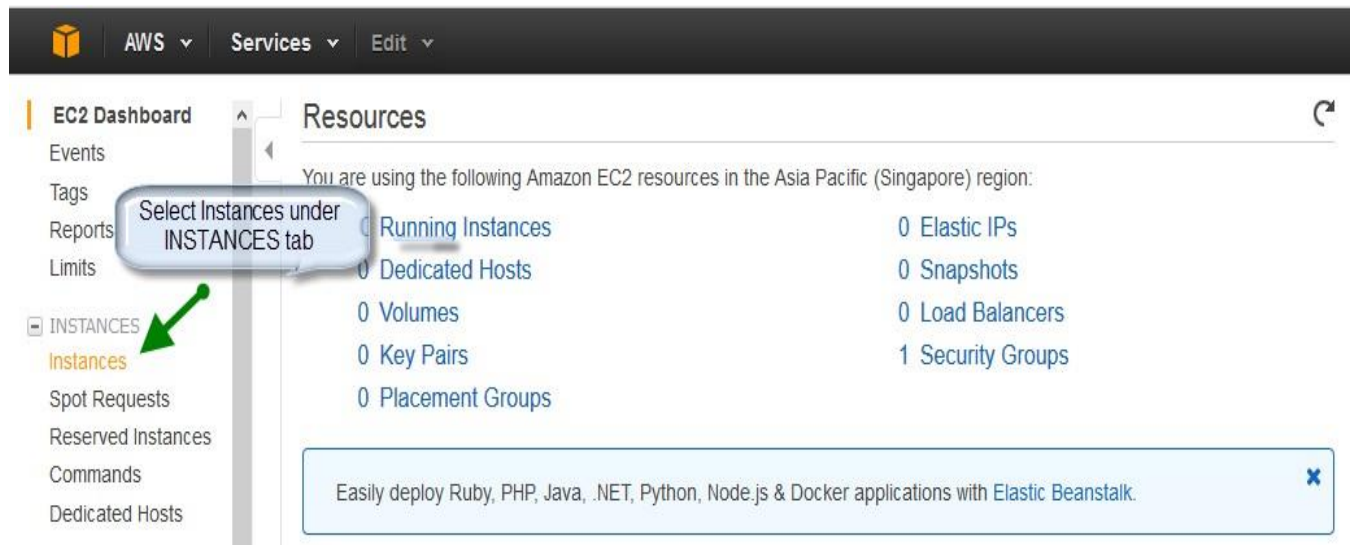 AWS Services Edit
EC2 Dashboard
Events
Tags
Reports
Limits
INSTANCES
Instances
Spot Requests
Reserved Instances
Commands
Dedicated Hosts
Select Instances under
INSTANCES tab
Resources
You are using the following Amazon EC2 resources in the Asia Pacific (Singapore) region:
0 Running Instances
0 Dedicated Hosts
0 Volumes
0 Key Pairs
0 Placement Groups
0 Elastic IPs
0 Snapshots
0 Load Balancers
1 Security Groups
Easily deploy Ruby, PHP, Java, .NET, Python, Node.js & Docker applications with Elastic Beanstalk.